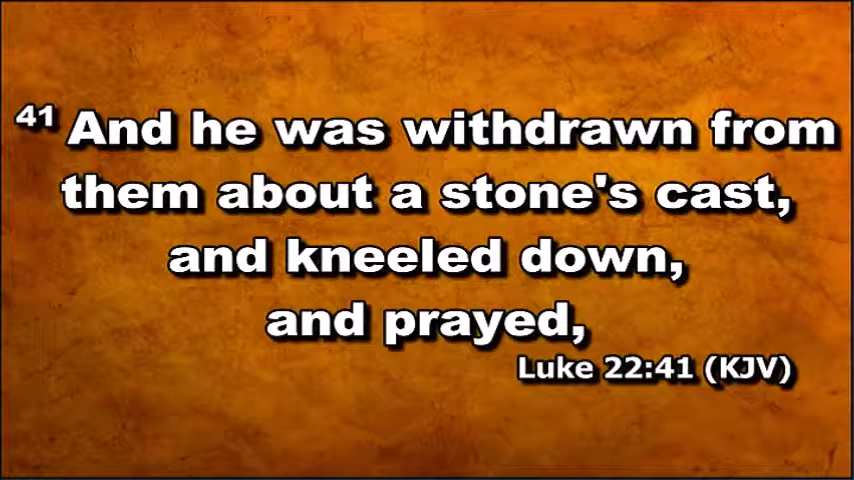 41 And he was withdrawn from
them about a stone's cast,
and kneeled down,
and prayed,
Luke 22:41 (KJV)